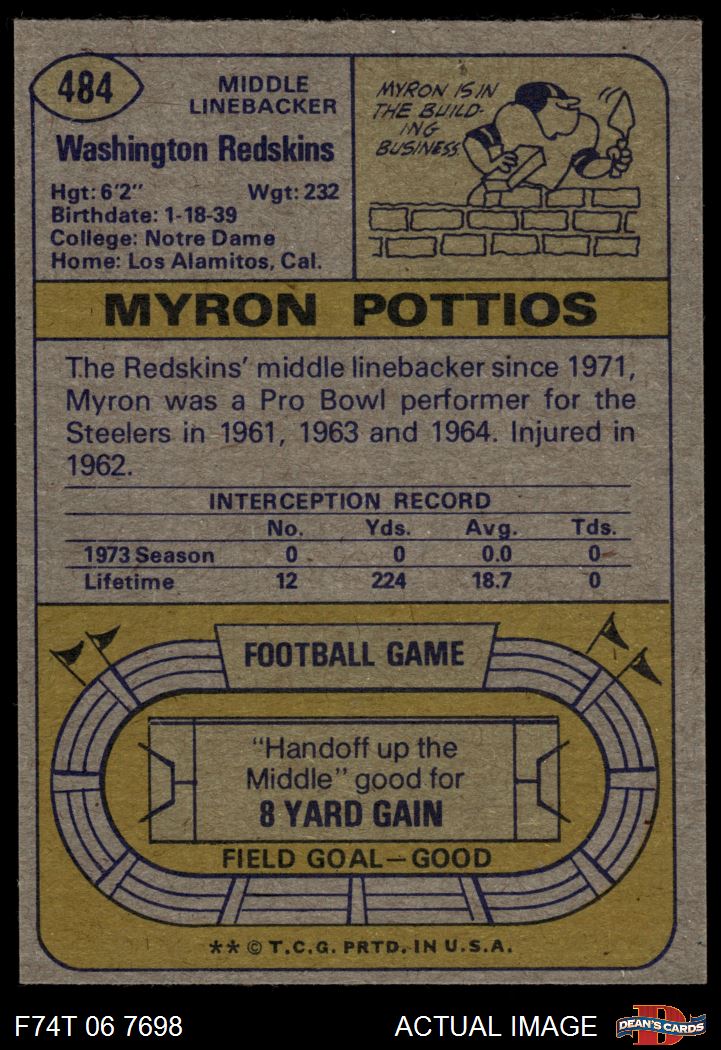 484
MIDDLE
LINEBACKER
Washington Redskins
Hgt: 6'2" Wgt: 232
Birthdate: 1-18-39
College: Notre Dame
Home: Los Alamitos, Cal.
MYRON IS IN
THE BUILD-
ING
BUSINESS.
MYRON POTTIOS
The Redskins' middle linebacker since 1971,
Myron was a Pro Bowl performer for the
Steelers in 1961, 1963 and 1964. Injured in
1962.
INTERCEPTION RECORD
No. Yds. Avg. Tds.
1973 Season 0 0 0.0 0
Lifetime 12 224 18.7 0
FOOTBALL GAME
"Handoff up the
Middle" good for
8 YARD GAIN
FIELD GOAL—GOOD
** © T.C.G. PRTD. IN U.S.A.
F74T 06 7698 ACTUAL IMAGE
D
DEAN'S CARDS